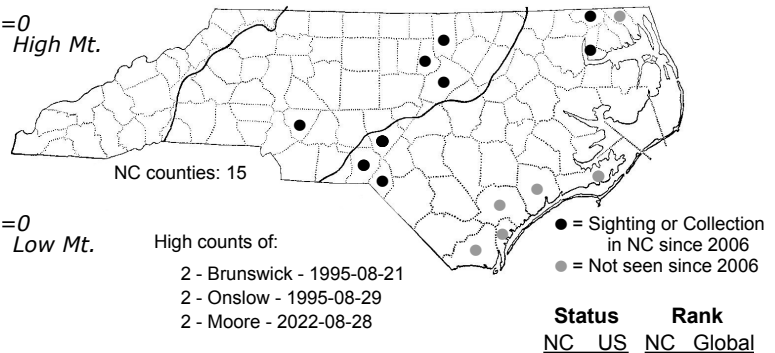 =0
High Mt.
NC counties: 15
=0
Low Mt.
High counts of:
2 - Brunswick - 1995-08-21
2 - Onslow - 1995-08-29
2 - Moore - 2022-08-28
● = Sighting or Collection
in NC since 2006
● = Not seen since 2006
Status Rank
NC US NC Global